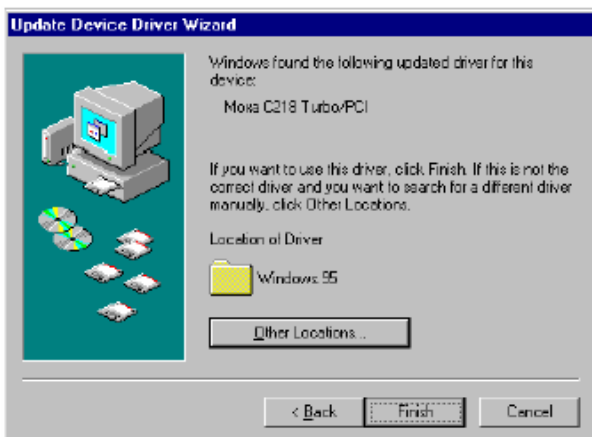 Update Device Driver Wizard
Windows found the following updated driver for this
device:
Moxa C218 Turbo/PCI
If you want to use this driver, click Finish. If this is not the
correct driver and you want to search for a different driver
manually, click Other Locations.
Location of Driver
Windows 95
Other Locations...
< Back
Finish
Cancel